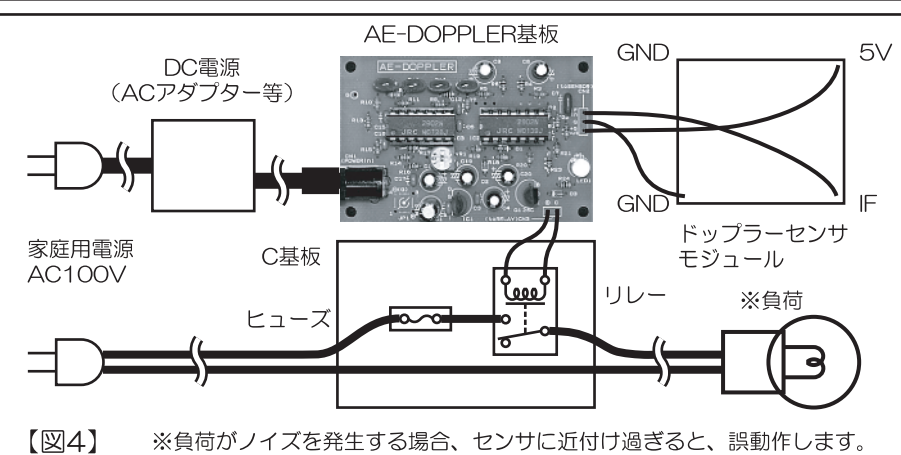 AE-DOPPLER基板
DC電源
(ACアダプター等)
GND
5V
AE-DOPPLER
GND
IF
ドップラーセンサ
モジュール
家庭用電源
AC100V
C基板
リレー
※負荷
ヒューズ
【図4】 ※負荷がノイズを発生する場合、センサに近付け過ぎると、誤動作します。